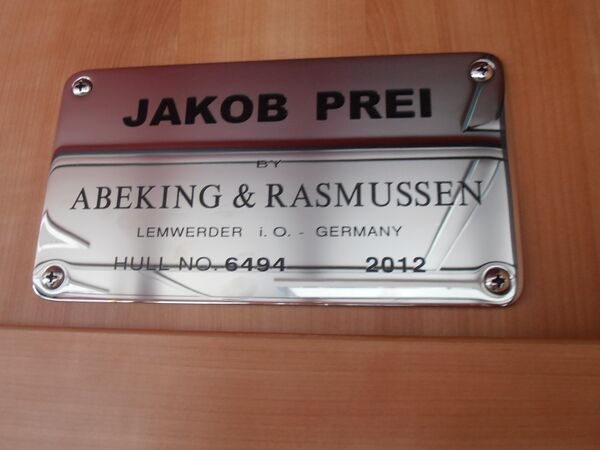 JAKOB PREI
BY
ABEKING & RASMUSSEN
LEMWERDER i. O. - GERMANY
HULL NO. 6494 2012